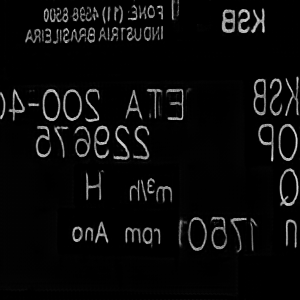 KSB FONE: (11) 4596 8500
INDUSTRIA BRASILEIRA
KSB ETA 200-40
OP 229675
Q m³/h H
n 1750 rpm Ano